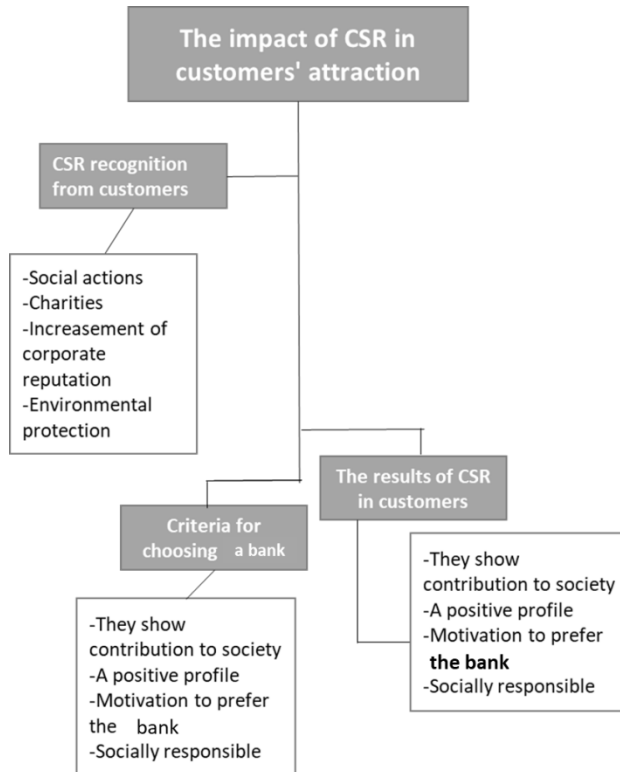 The impact of CSR in
customers' attraction
CSR recognition
from customers
-Social actions
-Charities
-Increasement of
corporate
reputation
-Environmental
protection
The results of CSR
in customers
-They show
contribution to society
-A positive profile
-Motivation to prefer
the bank
-Socially responsible
Criteria for
choosing a bank
-They show
contribution to society
-A positive profile
-Motivation to prefer
the bank
-Socially responsible